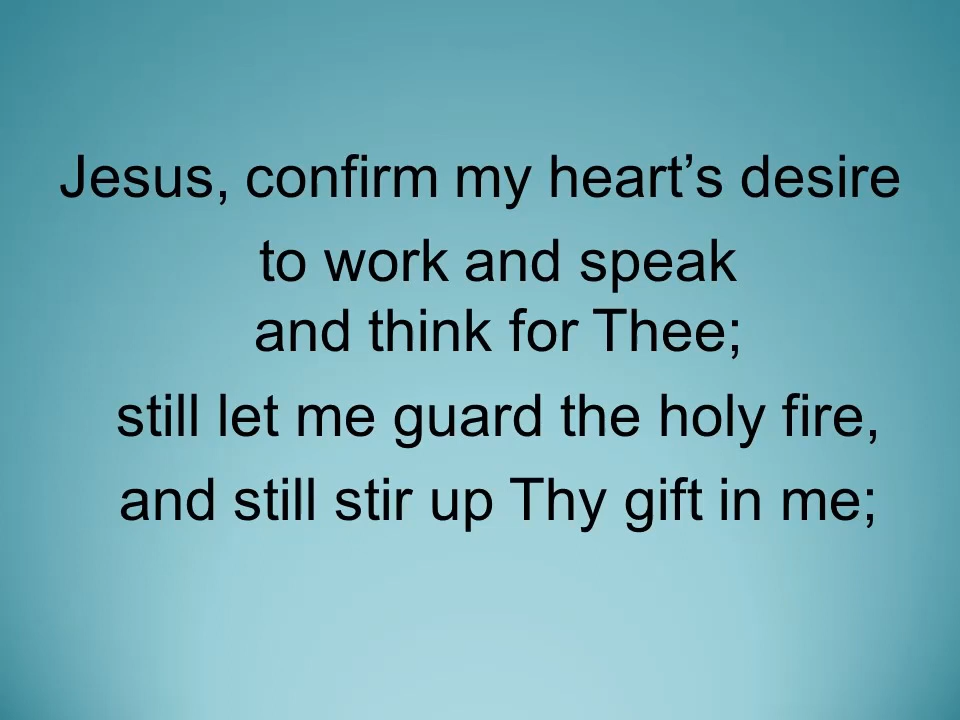 Jesus, confirm my heart’s desire
to work and speak
and think for Thee;
still let me guard the holy fire,
and still stir up Thy gift in me;